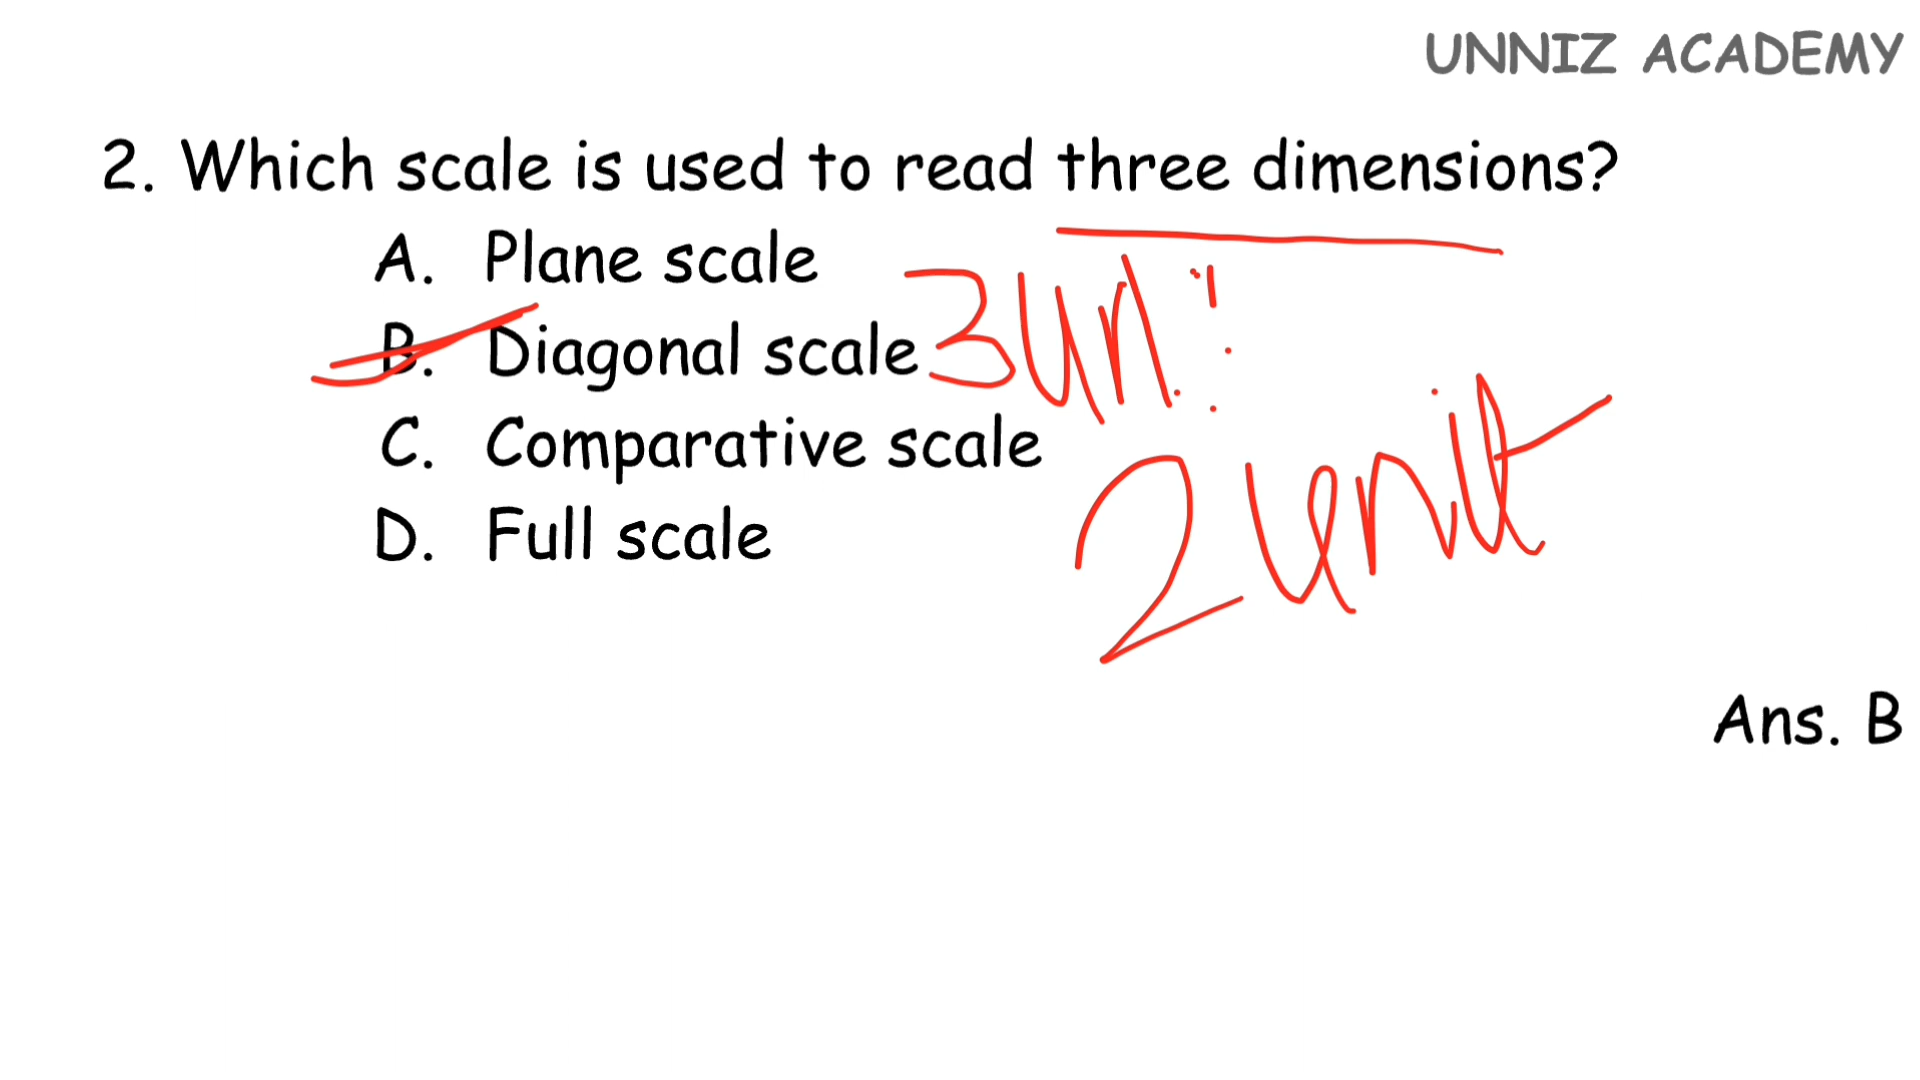 UNNIZ ACADEMY
2. Which scale is used to read three dimensions?
A. Plane scale
B. Diagonal scale 3 un
C. Comparative scale 2 unit
D. Full scale
Ans. B